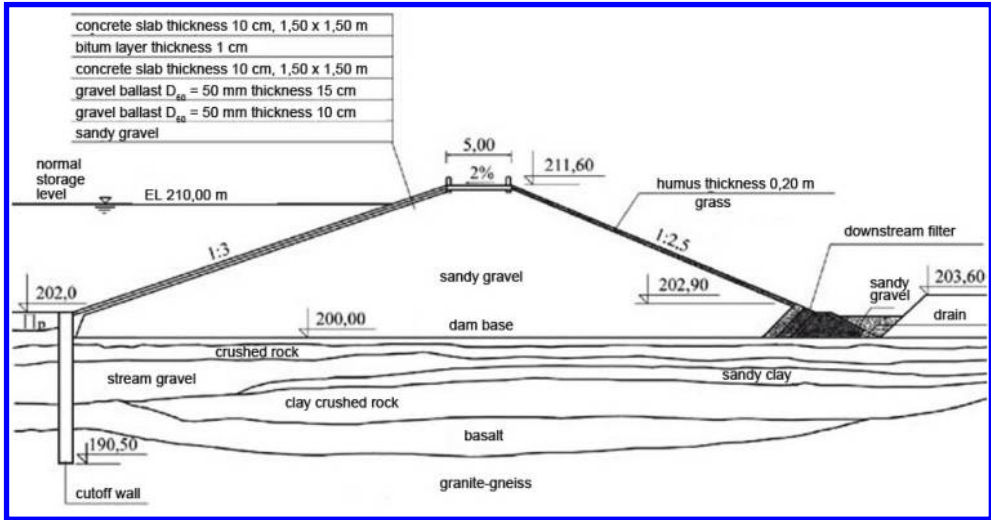 concrete slab thickness 10 cm, 1,50 x 1,50 m
bitum layer thickness 1 cm
concrete slab thickness 10 cm, 1,50 x 1,50 m
gravel ballast D60 = 50 mm thickness 15 cm
gravel ballast D60 = 50 mm thickness 10 cm
sandy gravel
normal
storage
level
EL 210,00 m
5,00
2%
211,60
humus thickness 0,20 m
grass
1:3
1:2,5
downstream filter
sandy gravel
202,90
sandy
gravel
203,60
202,0
200,00
dam base
drain
crushed rock
stream gravel
sandy clay
clay crushed rock
basalt
190,50
granite-gneiss
cutoff wall